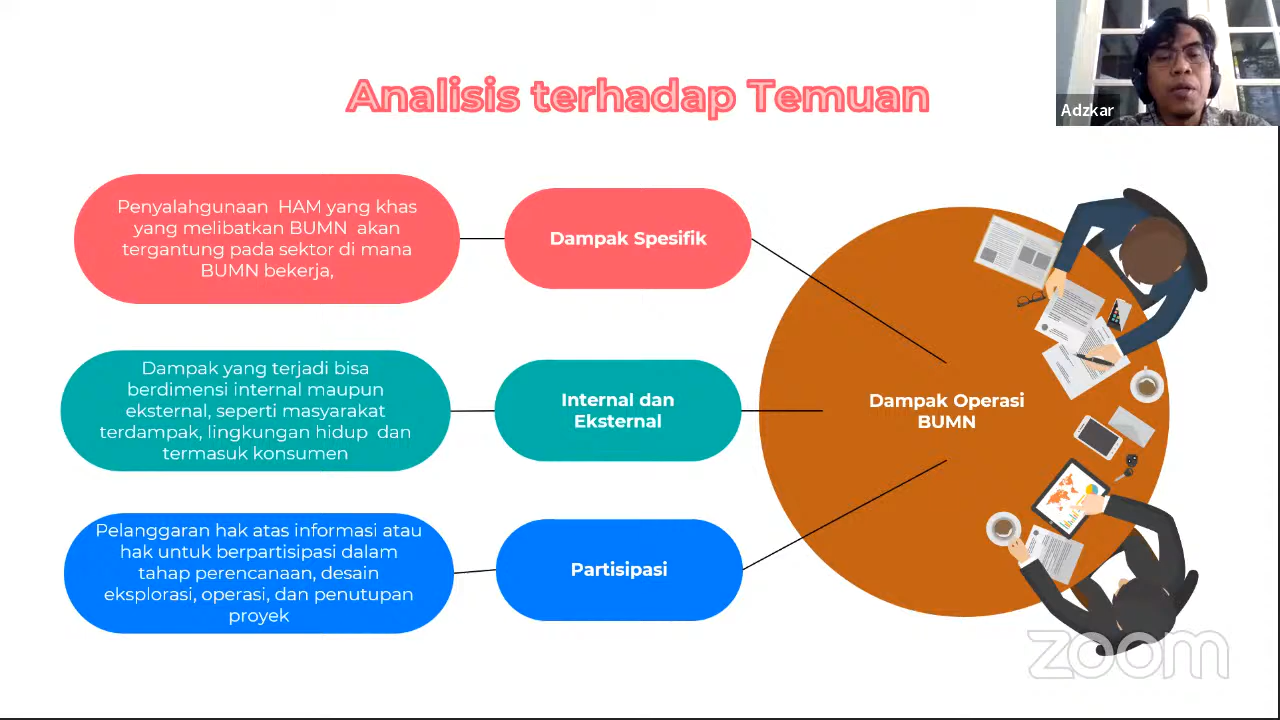 Analisis terhadap Temuan
Adzkar
Penyalahgunaan HAM yang khas
yang melibatkan BUMN akan
tergantung pada sektor di mana
BUMN bekerja,
Dampak Spesifik
Dampak yang terjadi bisa
berdimensi internal maupun
eksternal, seperti masyarakat
terdampak, lingkungan hidup dan
termasuk konsumen
Internal dan
Eksternal
Dampak Operasi
BUMN
Pelanggaran hak atas informasi atau
hak untuk berpartisipasi dalam
tahap perencanaan, desain
eksplorasi, operasi, dan penutupan
proyek
Partisipasi
zoom